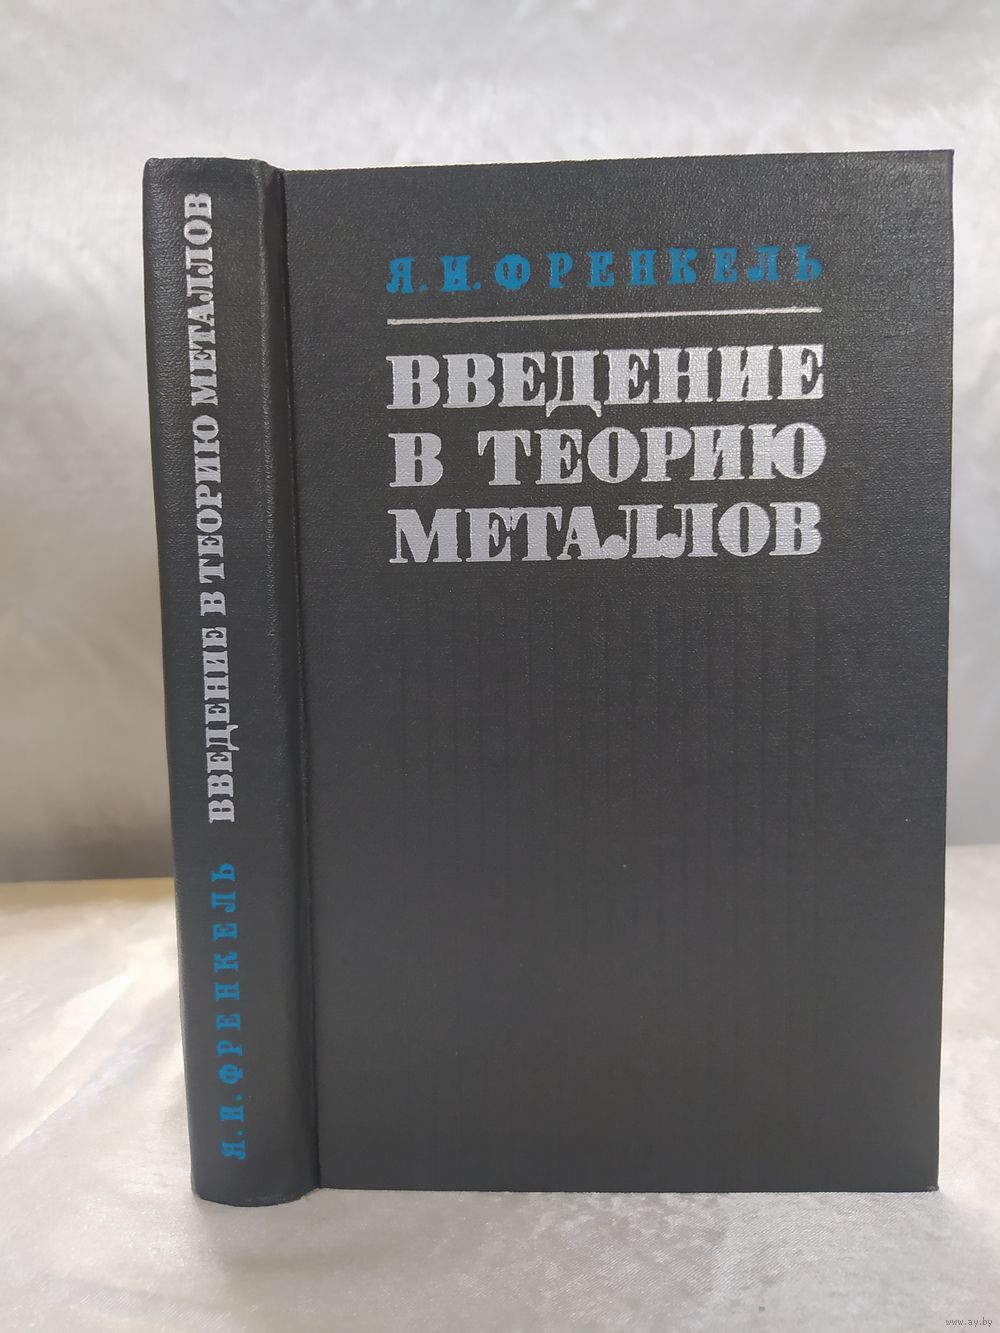 Я. И. ФРЕНКЕЛЬ
ВВЕДЕНИЕ
В ТЕОРИЮ
МЕТАЛЛОВ
Я. И. ФРЕНКЕЛЬ ВВЕДЕНИЕ В ТЕОРИЮ МЕТАЛЛОВ
www.ay.by